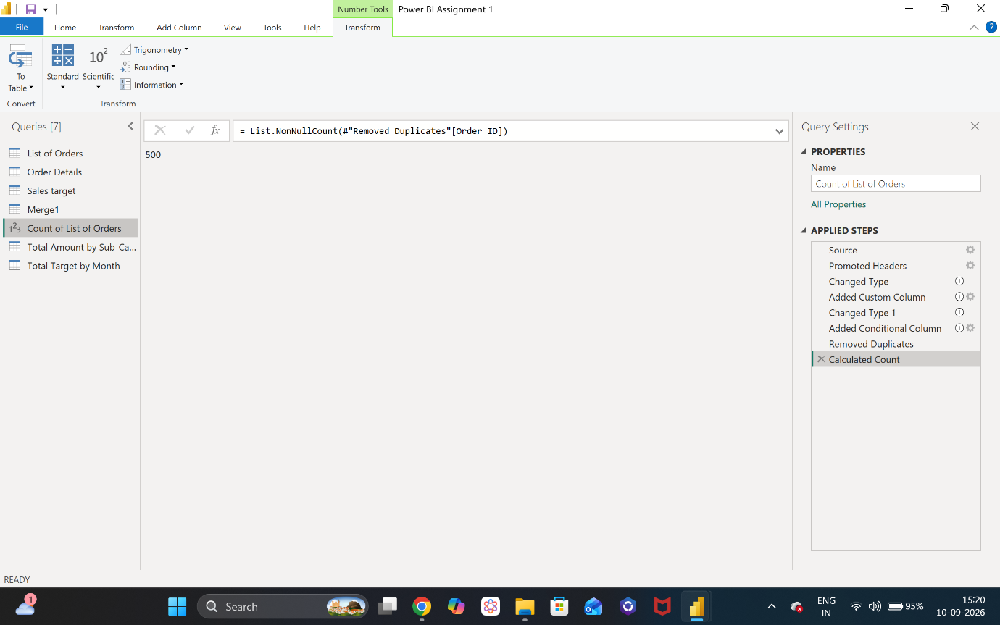 Number Tools Power BI Assignment 1
File Home Transform Add Column View Tools Help Transform
To Table
Convert
Standard
Scientific
10²
Trigonometry
.00 →.0 Rounding
Information
Transform
Queries [7]
List of Orders
Order Details
Sales target
Merge1
1²3 Count of List of Orders
Total Amount by Sub-Ca...
Total Target by Month
fx
= List.NonNullCount(#"Removed Duplicates"[Order ID])
500
Query Settings
PROPERTIES
Name
Count of List of Orders
All Properties
APPLIED STEPS
Source
Promoted Headers
Changed Type
Added Custom Column
Changed Type 1
Added Conditional Column
Removed Duplicates
Calculated Count
READY
1
Search
ENG
IN
95%
15:20
10-09-2026